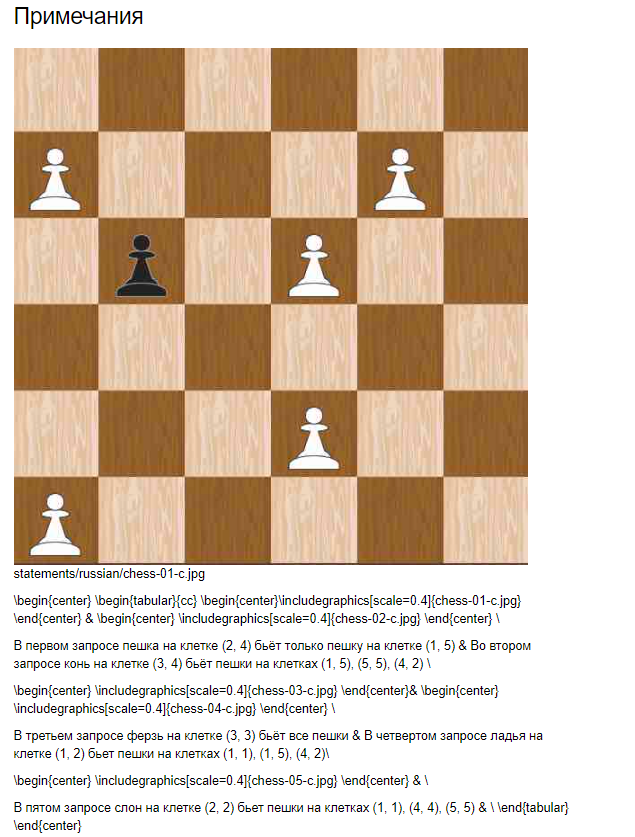 Примечания
statements/russian/chess-01-c.jpg
\begin{center} \begin{tabular}{cc} \begin{center}\includegraphics[scale=0.4]{chess-01-c.jpg}
\end{center} & \begin{center} \includegraphics[scale=0.4]{chess-02-c.jpg} \end{center} \
В первом запросе пешка на клетке (2, 4) бьёт только пешку на клетке (1, 5) & Во втором
запросе конь на клетке (3, 4) бьёт пешки на клетках (1, 5), (5, 5), (4, 2) \
\begin{center} \includegraphics[scale=0.4]{chess-03-c.jpg} \end{center}& \begin{center}
\includegraphics[scale=0.4]{chess-04-c.jpg} \end{center} \
В третьем запросе ферзь на клетке (3, 3) бьёт все пешки & В четвертом запросе ладья на
клетке (1, 2) бьет пешки на клетках (1, 1), (1, 5), (4, 2)\
\begin{center} \includegraphics[scale=0.4]{chess-05-c.jpg} \end{center} & \
В пятом запросе слон на клетке (2, 2) бьет пешки на клетках (1, 1), (4, 4), (5, 5) & \ \end{tabular}
\end{center}